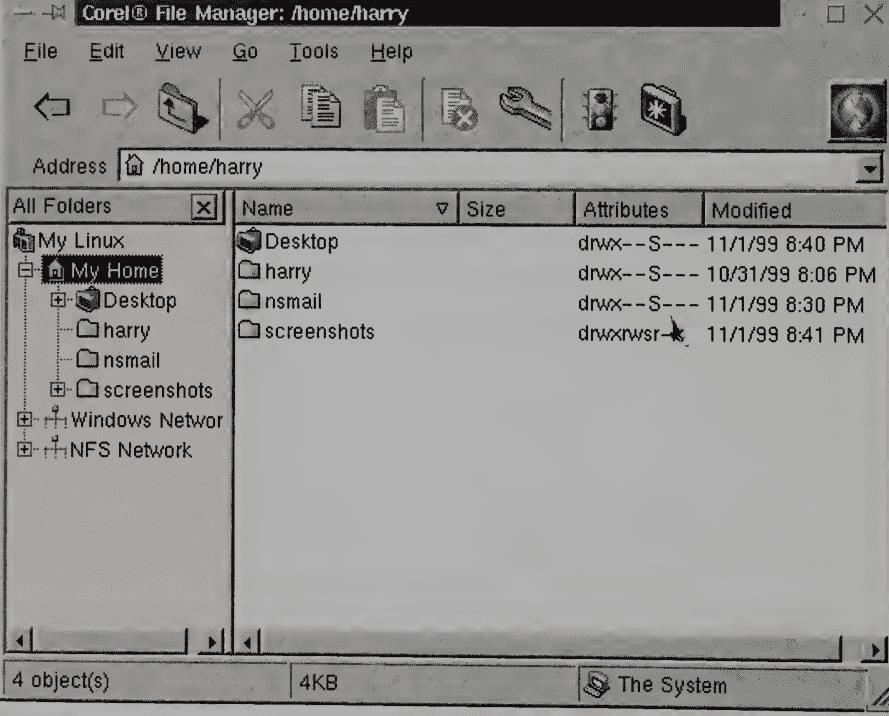 Corel® File Manager: /home/harry
File Edit View Go Tools Help
Address /home/harry
All Folders
Name Size Attributes Modified
My Linux
My Home
Desktop
harry
nsmail
screenshots
Windows Networ
NFS Network
Desktop drwx--S--- 11/1/99 8:40 PM
harry drwx--S--- 10/31/99 8:06 PM
nsmail drwx--S--- 11/1/99 8:30 PM
screenshots drwxrwsr- 11/1/99 8:41 PM
4 object(s) 4KB The System